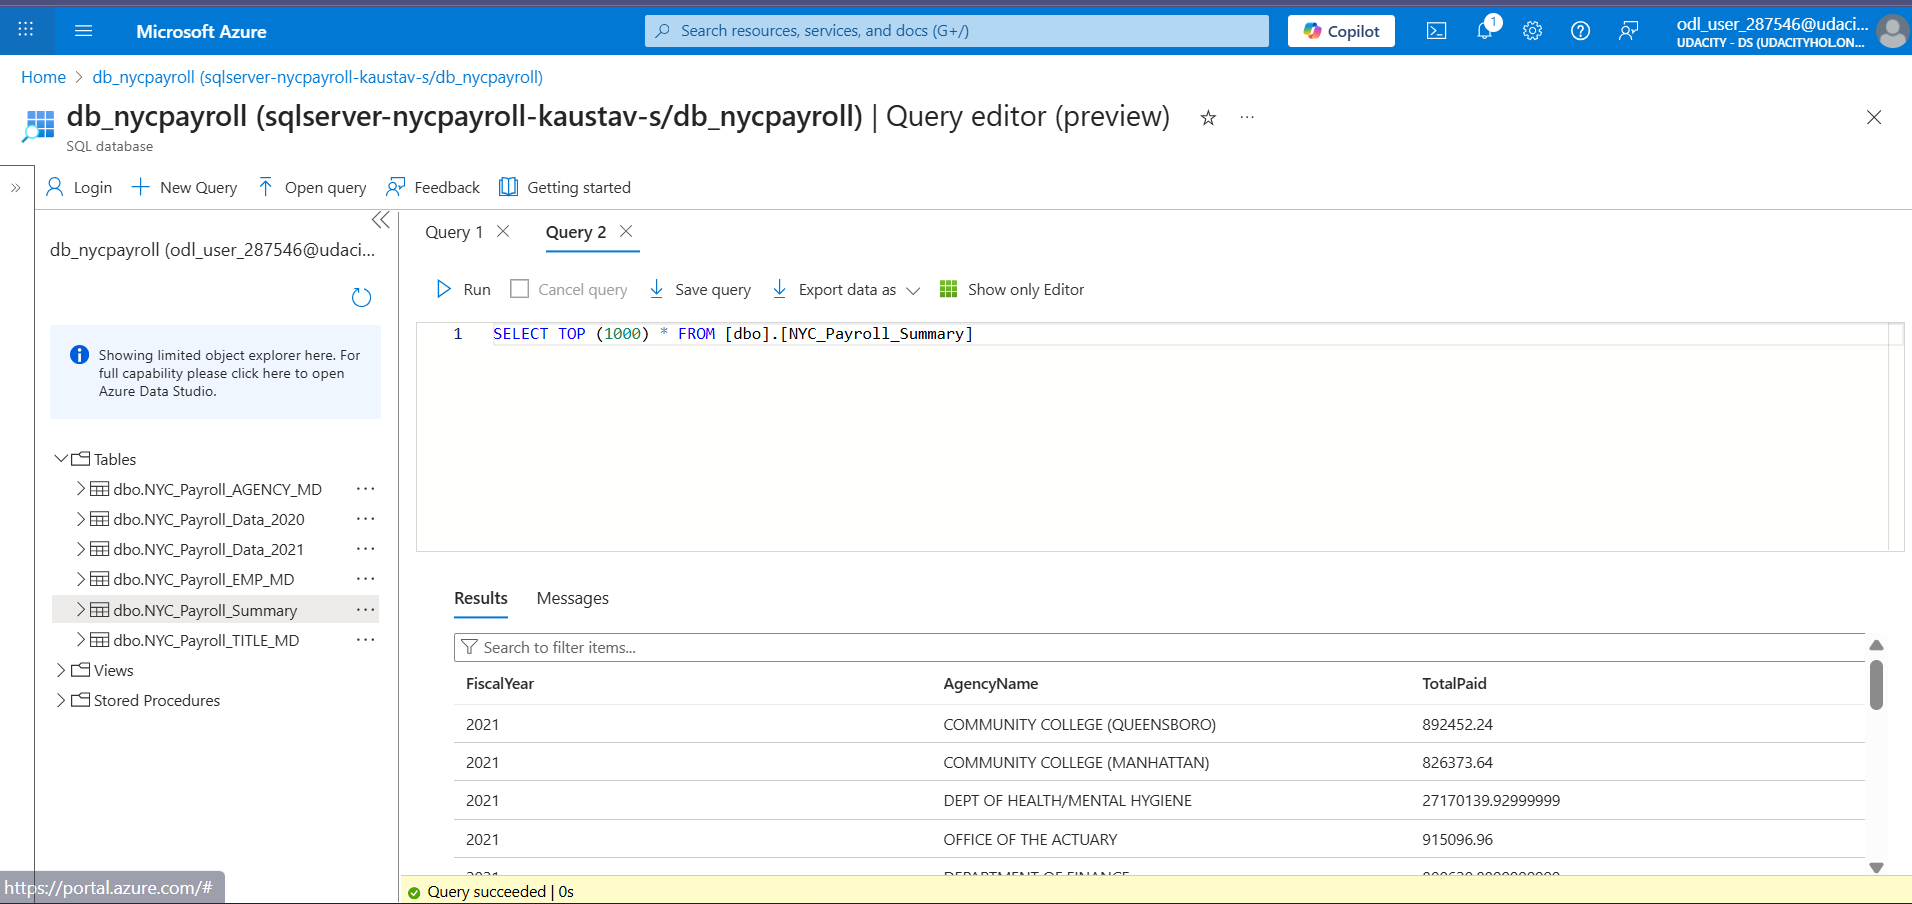 Microsoft Azure
Search resources, services, and docs (G+/)
Copilot
1
odl_user_287546@udaci...
UDACITY - DS (UDACITYHOL.ON...
Home > db_nycpayroll (sqlserver-nycpayroll-kaustav-s/db_nycpayroll)
db_nycpayroll (sqlserver-nycpayroll-kaustav-s/db_nycpayroll) | Query editor (preview)
SQL database
Login
New Query
Open query
Feedback
Getting started
db_nycpayroll (odl_user_287546@udaci...
Showing limited object explorer here. For
full capability please click here to open
Azure Data Studio.
Tables
dbo.NYC_Payroll_AGENCY_MD
dbo.NYC_Payroll_Data_2020
dbo.NYC_Payroll_Data_2021
dbo.NYC_Payroll_EMP_MD
dbo.NYC_Payroll_Summary
dbo.NYC_Payroll_TITLE_MD
Views
Stored Procedures
Query 1
Query 2
Run
Cancel query
Save query
Export data as
Show only Editor
1 SELECT TOP (1000) * FROM [dbo].[NYC_Payroll_Summary]
Results
Messages
Search to filter items...
FiscalYear AgencyName TotalPaid
2021 COMMUNITY COLLEGE (QUEENSBORO) 892452.24
2021 COMMUNITY COLLEGE (MANHATTAN) 826373.64
2021 DEPT OF HEALTH/MENTAL HYGIENE 27170139.92999999
2021 OFFICE OF THE ACTUARY 915096.96
2021 DEPARTMENT OF FINANCE
Query succeeded | 0s
https://portal.azure.com/#